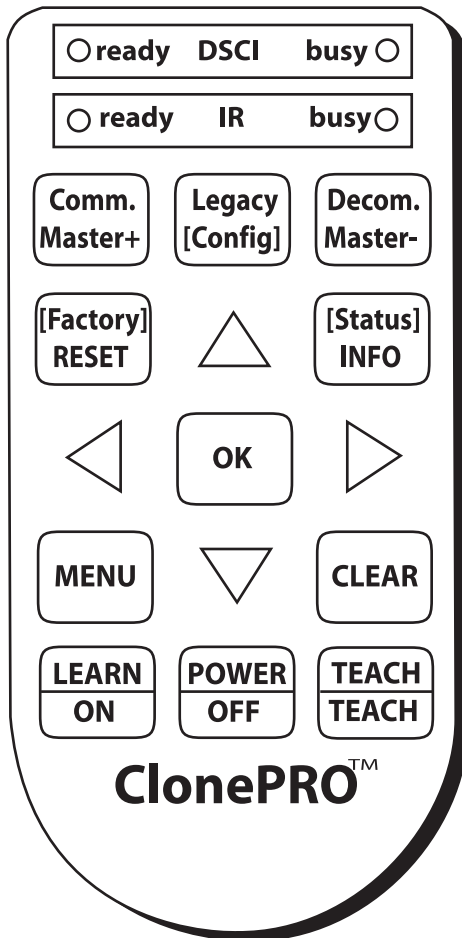 ready DSCI busy
ready IR busy
Comm. Legacy Decom.
Master+ [Config] Master-
[Factory] [Status]
RESET INFO
OK
MENU CLEAR
LEARN POWER TEACH
ON OFF TEACH
ClonePRO™